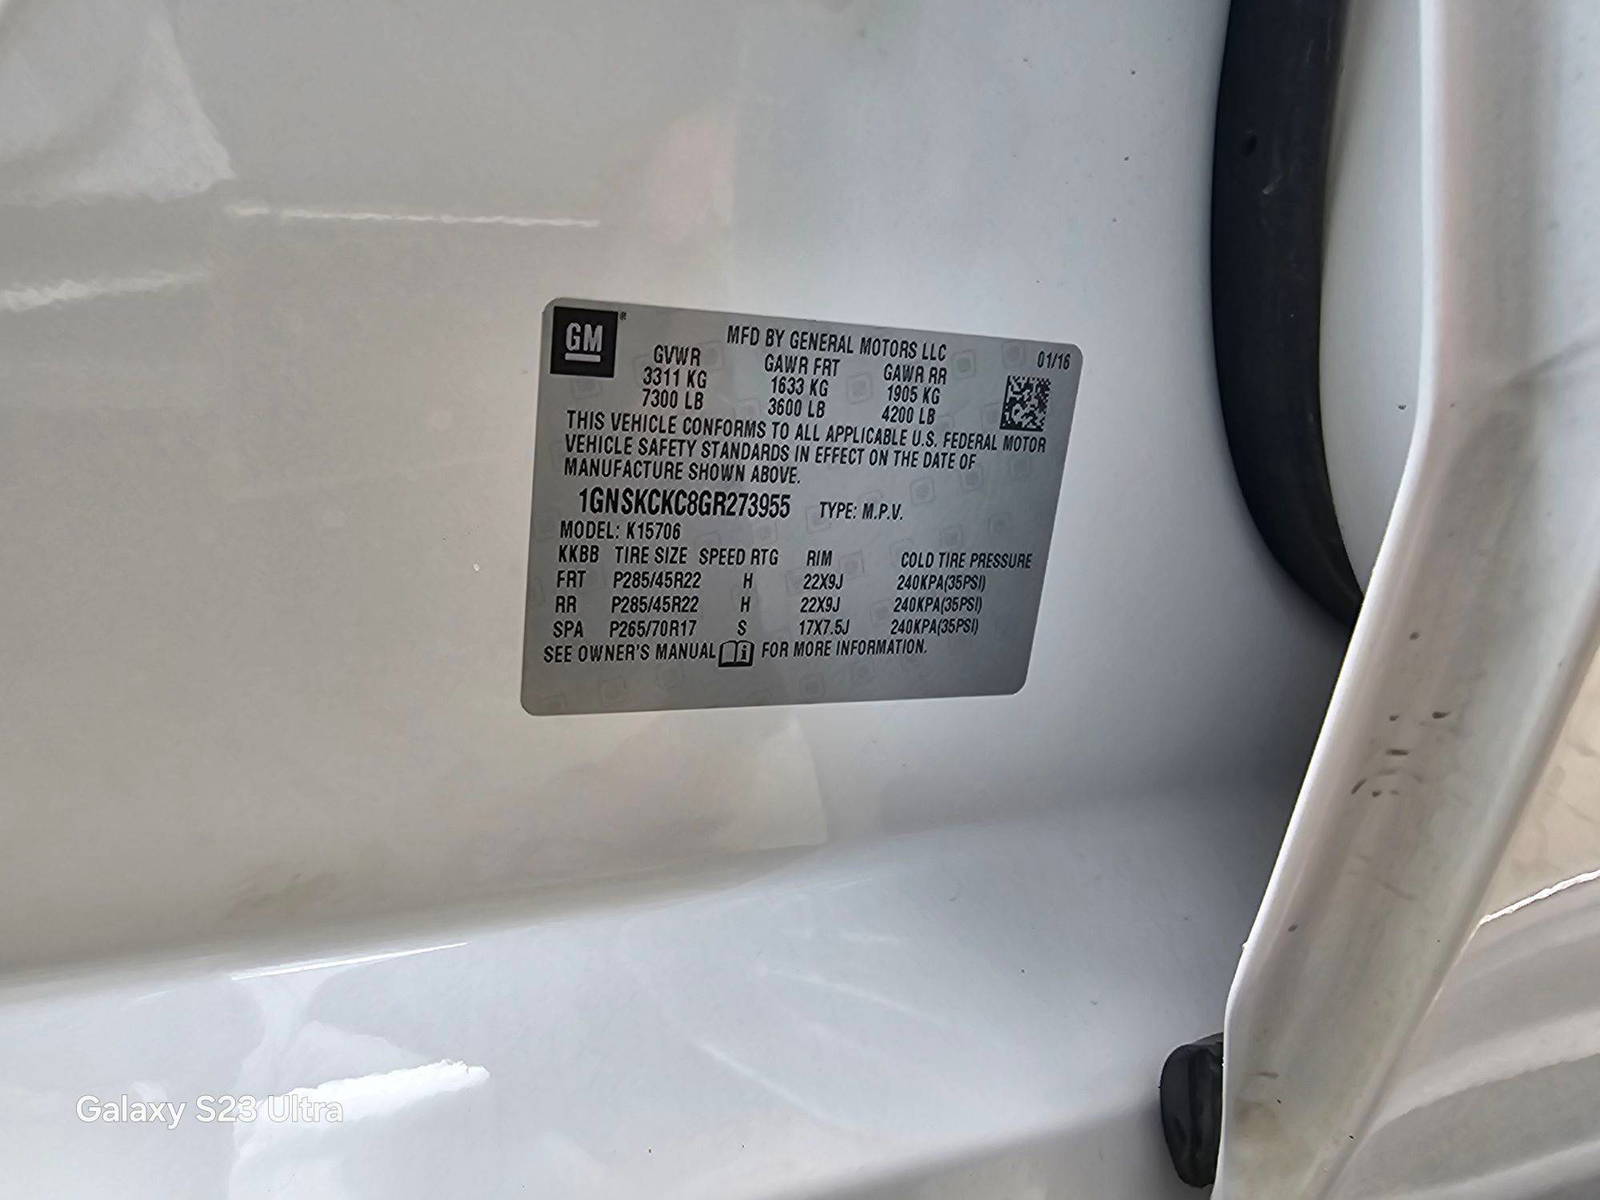 GM®
MFD BY GENERAL MOTORS LLC 01/16
GVWR GAWR FRT GAWR RR
3311 KG 1633 KG 1905 KG
7300 LB 3600 LB 4200 LB
THIS VEHICLE CONFORMS TO ALL APPLICABLE U.S. FEDERAL MOTOR
VEHICLE SAFETY STANDARDS IN EFFECT ON THE DATE OF
MANUFACTURE SHOWN ABOVE.
1GNSKCKC8GR273955 TYPE: M.P.V.
MODEL: K15706
KKBB TIRE SIZE SPEED RTG RIM COLD TIRE PRESSURE
FRT P285/45R22 H 22X9J 240KPA(35PSI)
RR P285/45R22 H 22X9J 240KPA(35PSI)
SPA P265/70R17 S 17X7.5J 240KPA(35PSI)
SEE OWNER'S MANUAL i FOR MORE INFORMATION.
Galaxy S23 Ultra